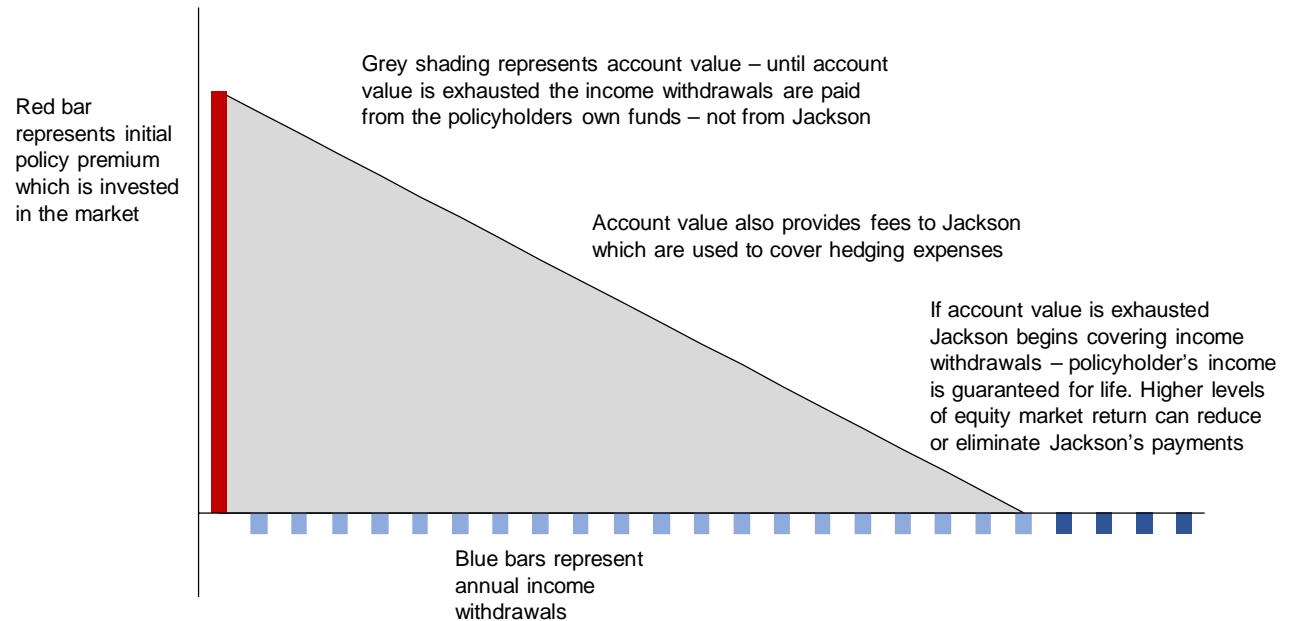 Grey shading represents account value – until account
value is exhausted the income withdrawals are paid
from the policyholders own funds – not from Jackson
Red bar
represents initial
policy premium
which is invested
in the market
Account value also provides fees to Jackson
which are used to cover hedging expenses
If account value is exhausted
Jackson begins covering income
withdrawals – policyholder’s income
is guaranteed for life. Higher levels
of equity market return can reduce
or eliminate Jackson’s payments
Blue bars represent
annual income
withdrawals